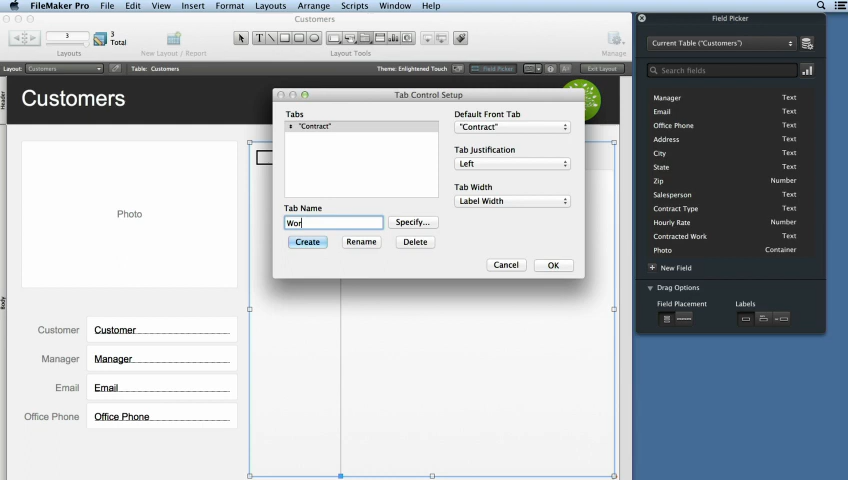 FileMaker Pro File Edit View Insert Format Layouts Arrange Scripts Windows Help
Customers
3
3
Total
Layouts
New Layout / Report
Layout Tools
Manage
Layout: Customers
Table: Customers
Theme: Enlightened Touch
Field Picker
Exit Layout
Header
Customers
Photo
Body
Customer Customer
Manager Manager
Email Email
Office Phone Office Phone
Tab Control Setup
Tabs
"Contract"
Default Front Tab
"Contract"
Tab Justification
Left
Tab Width
Label Width
Tab Name
Wor
Specify...
Create Rename Delete
Cancel OK
Field Picker
Current Table ("Customers")
Search fields
Manager Text
Email Text
Office Phone Text
Address Text
City Text
State Text
Zip Number
Salesperson Text
Contract Type Text
Hourly Rate Number
Contracted Work Text
Photo Container
+ New Field
Drag Options
Field Placement Labels